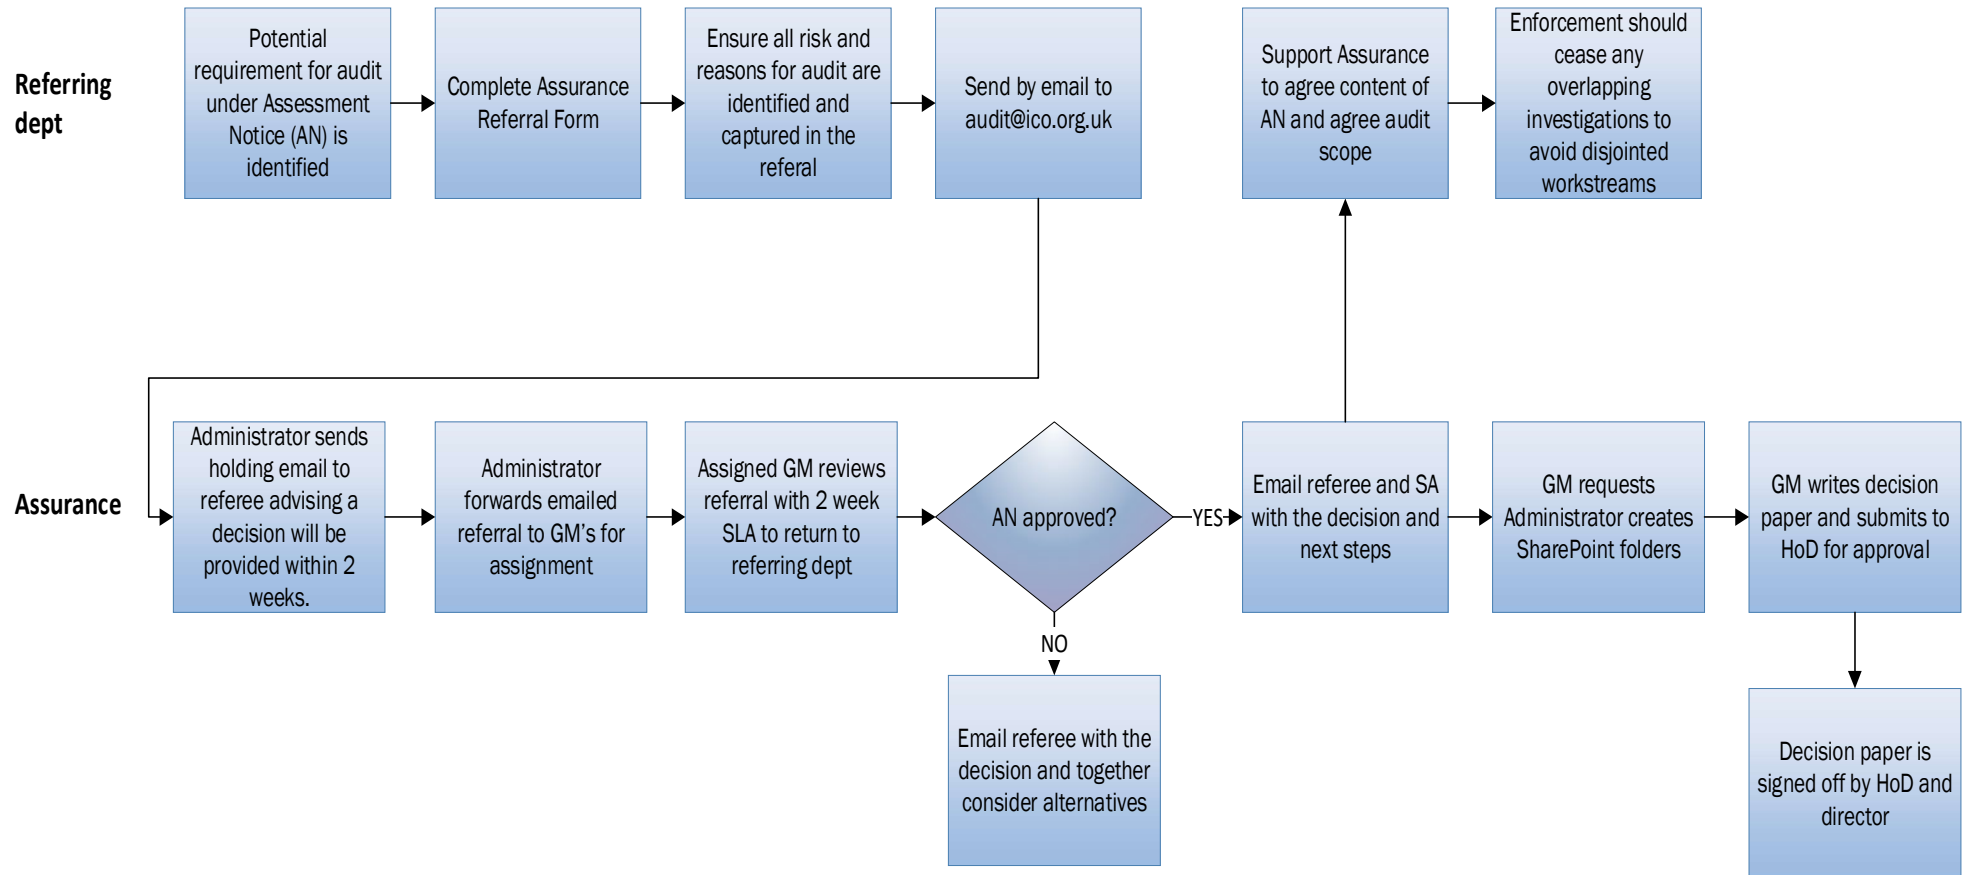 Referring
dept
Potential
requirement for audit
under Assessment
Notice (AN) is
identified
Complete Assurance
Referral Form
Ensure all risk and
reasons for audit are
identified and
captured in the
referal
Send by email to
audit@ico.org.uk
Support Assurance
to agree content of
AN and agree audit
scope
Enforcement should
cease any
overlapping
investigations to
avoid disjointed
workstreams
Assurance
Administrator sends
holding email to
referee advising a
decision will be
provided within 2
weeks.
Administrator
forwards emailed
referral to GM’s for
assignment
Assigned GM reviews
referral with 2 week
SLA to return to
referring dept
AN approved?
YES
NO
Email referee and SA
with the decision and
next steps
GM requests
Administrator creates
SharePoint folders
GM writes decision
paper and submits to
HoD for approval
Email referee with the
decision and together
consider alternatives
Decision paper is
signed off by HoD and
director